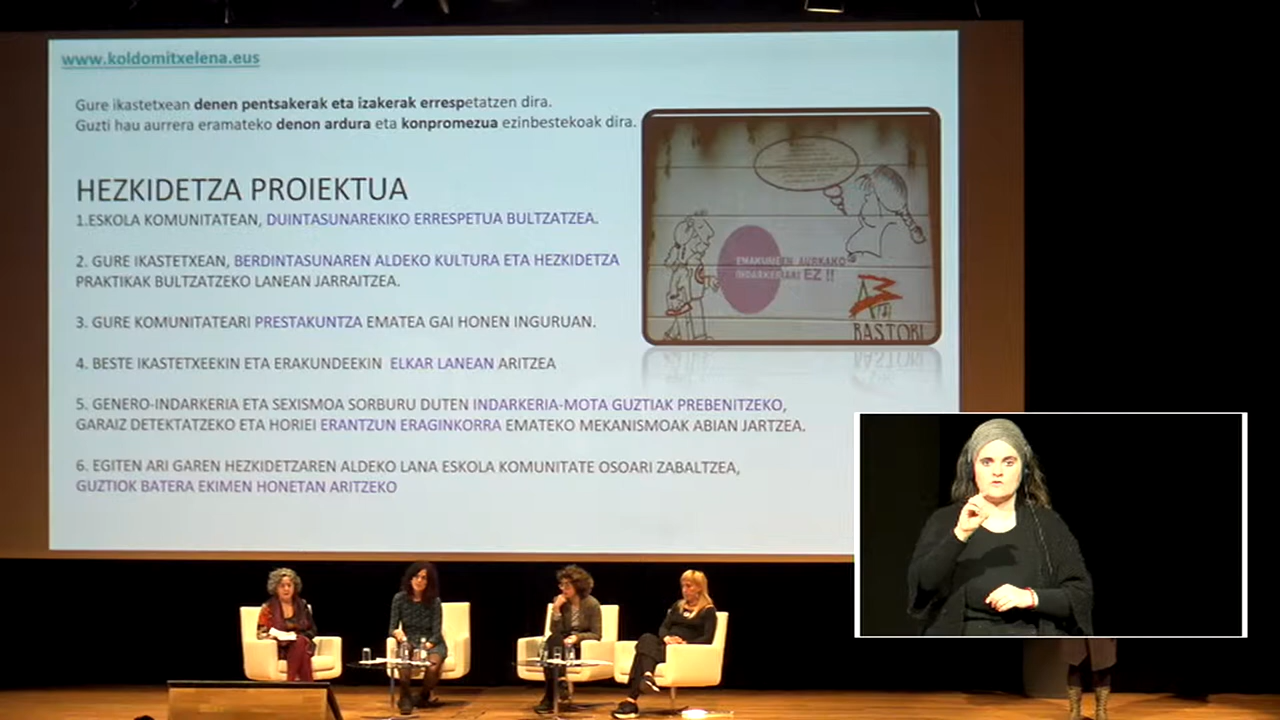 www.koldomitxelena.eus
Gure ikastetxean denen pentsakerak eta izakerak errespetatzen dira.
Guzti hau aurrera eramateko denon ardura eta konpromezua ezinbestekoak dira.
HEZKIDETZA PROIEKTUA
1.ESKOLA KOMUNITATEAN, DUINTASUNAREKIKO ERRESPETUA BULTZATZEA.
2. GURE IKASTETXEAN, BERDINTASUNAREN ALDEKO KULTURA ETA HEZKIDETZA
PRAKTIKAK BULTZATZEKO LANEAN JARRAITZEA.
3. GURE KOMUNITATEARI PRESTAKUNTZA EMATEA GAI HONEN INGURUAN.
4. BESTE IKASTETXEEKIN ETA ERAKUNDEEKIN ELKAR LANEAN ARITZEA
5. GENERO-INDARKERIA ETA SEXISMOA SORBURU DUTEN INDARKERIA-MOTA GUZTIAK PREBENITZEKO,
GARAIZ DETEKTATZEKO ETA HORIEI ERANTZUN ERAGINKORRA EMATEKO MEKANISMOAK ABIAN JARTZEA.
6. EGITEN ARI GAREN HEZKIDETZAREN ALDEKO LANA ESKOLA KOMUNITATE OSOARI ZABALTZEA,
GUZTIOK BATERA EKIMEN HONETAN ARITZEKO
EMAKUMEEN AURKAKO
INDARKERIARI EZ !!